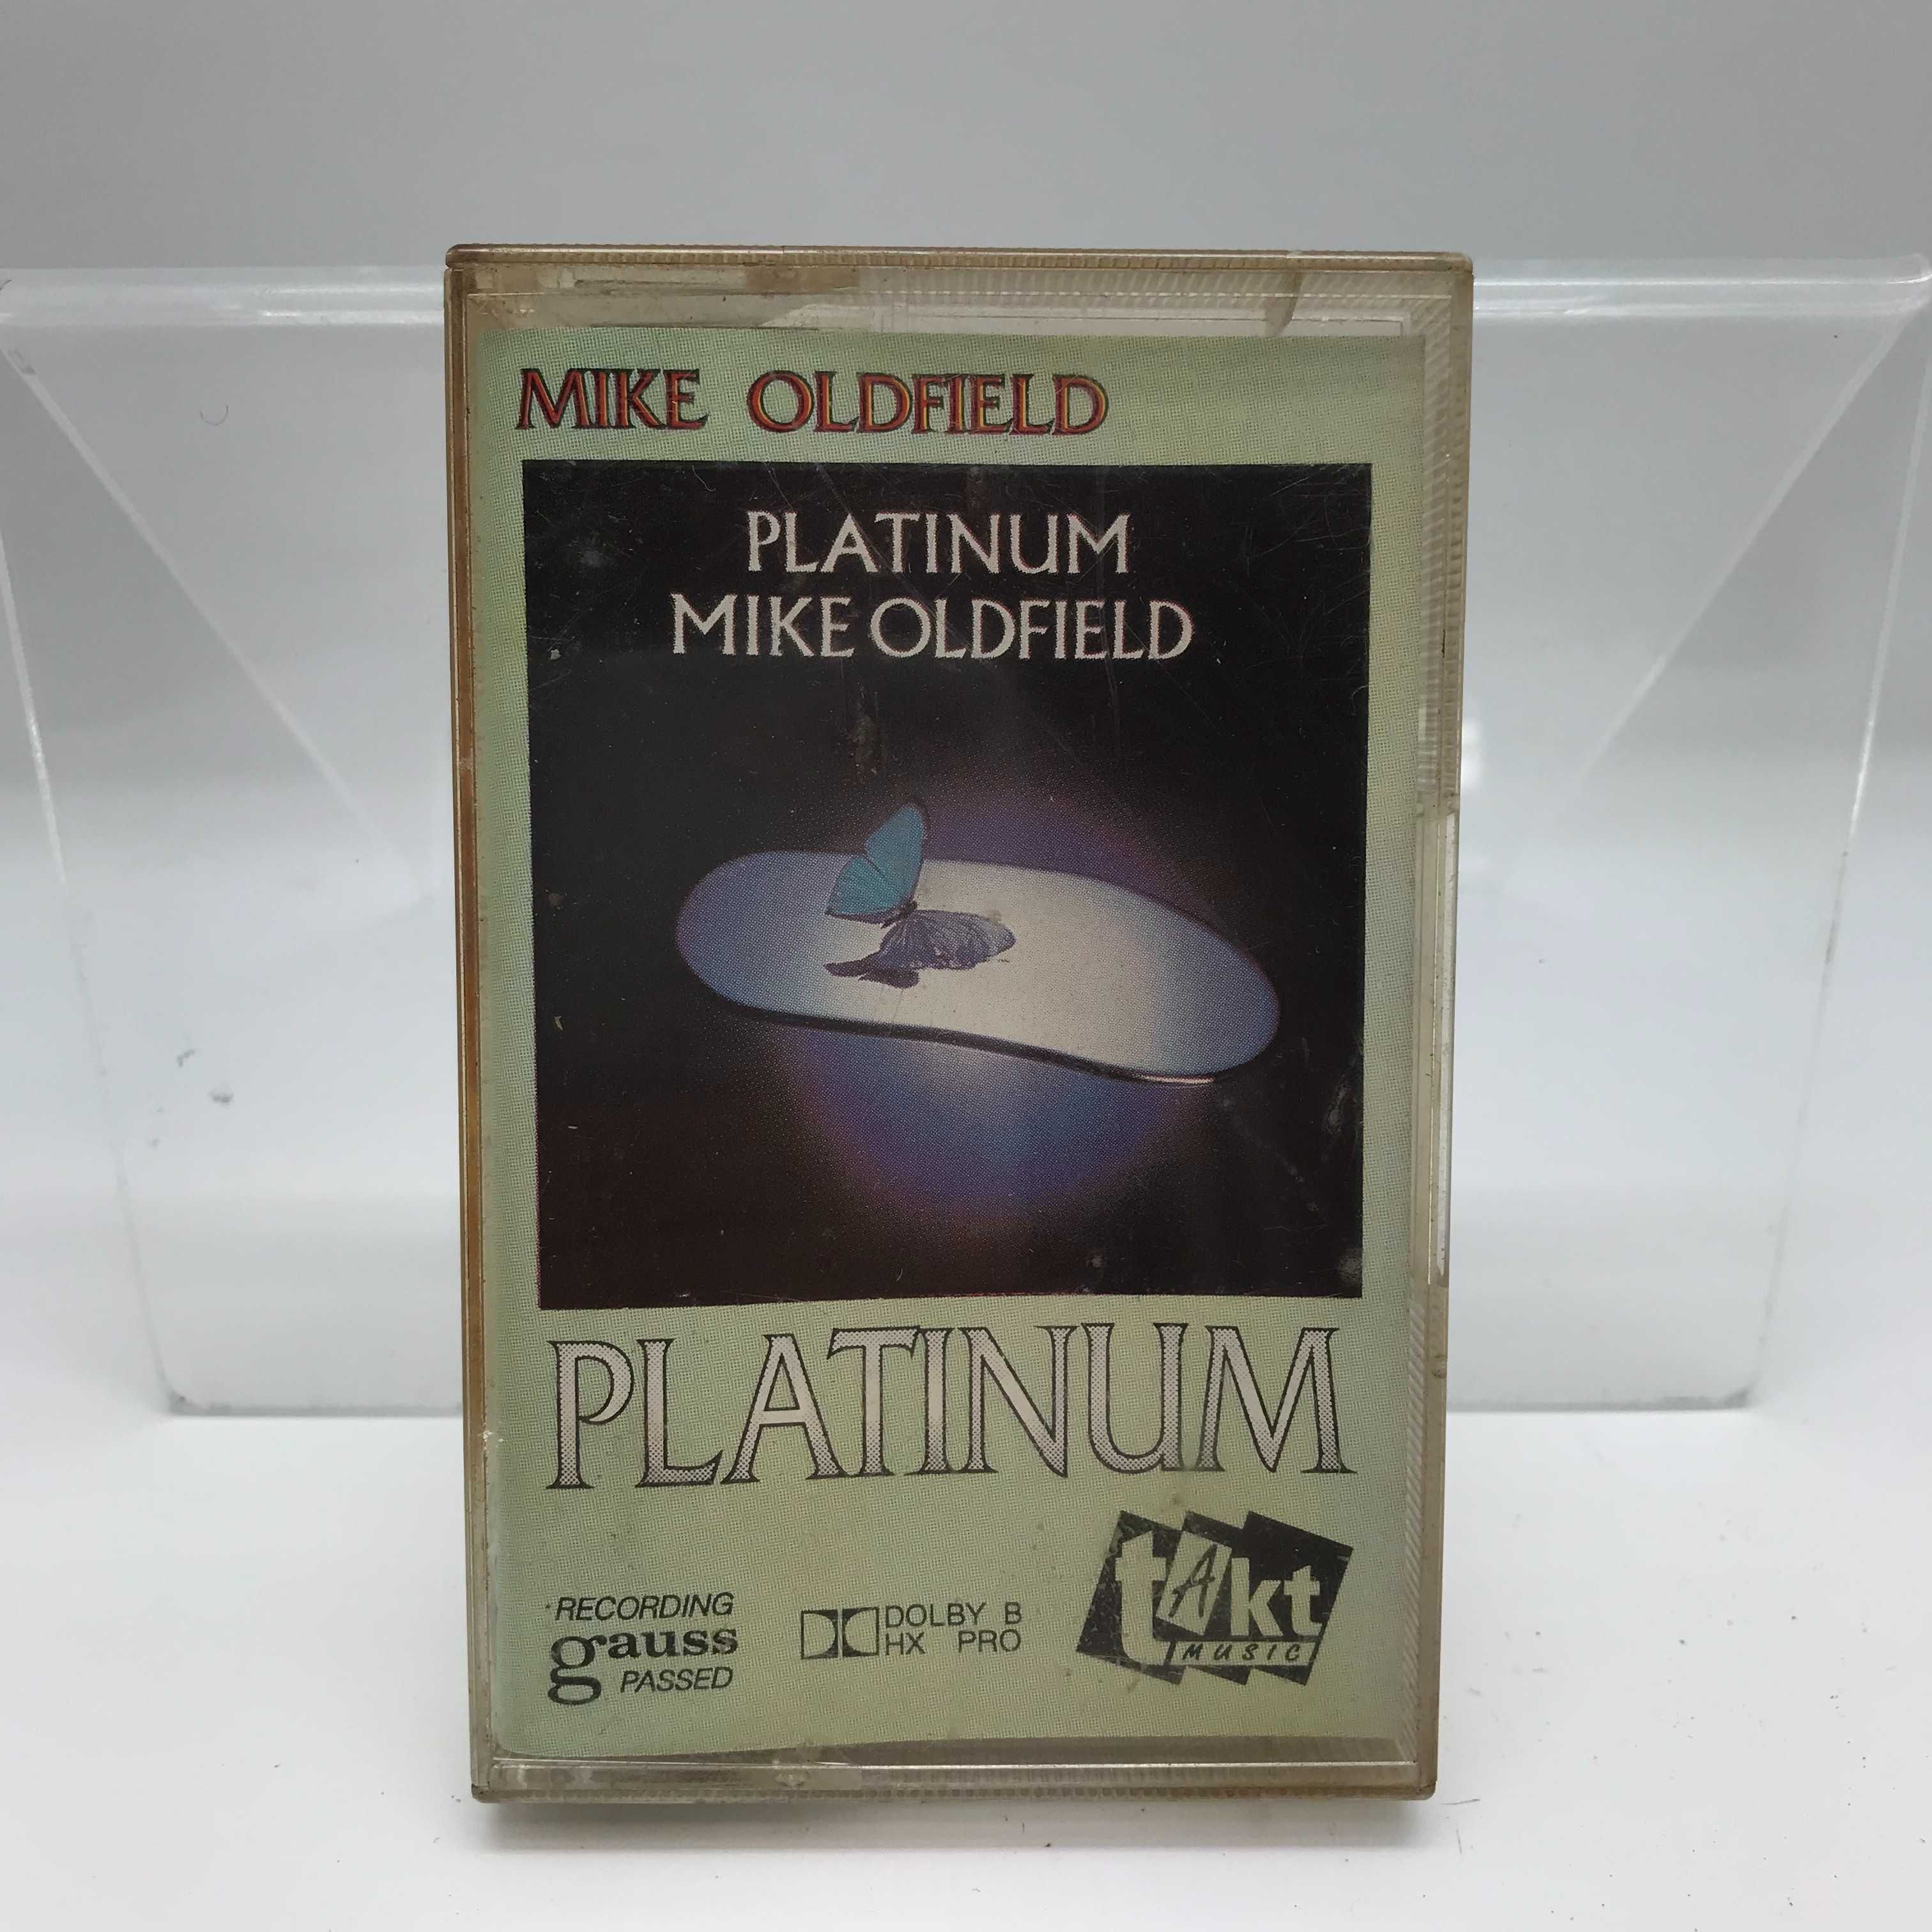 MIKE OLDFIELD
PLATINUM
MIKE OLDFIELD
PLATINUM
RECORDING
gauss
PASSED
DOLBY B
HX PRO
tAkt
MUSIC